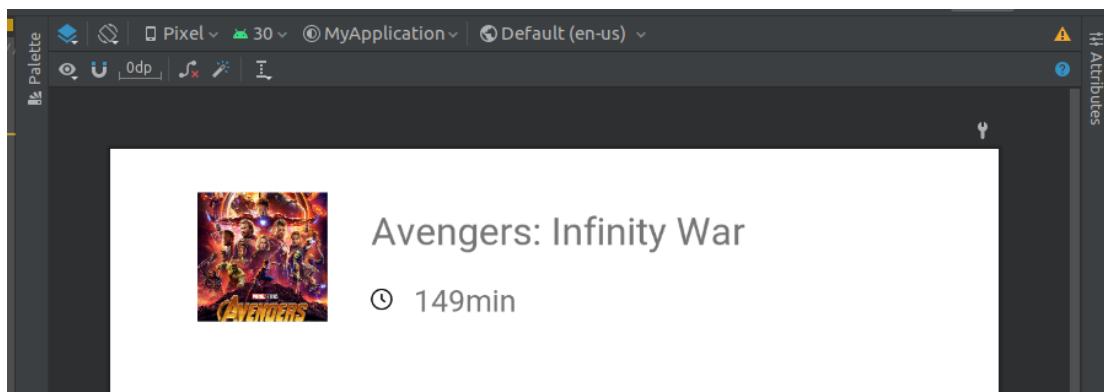 Palette
Pixel
30
MyApplication
Default (en-us)
Attributes
0dp
Avengers: Infinity War
149min
AVENGERS